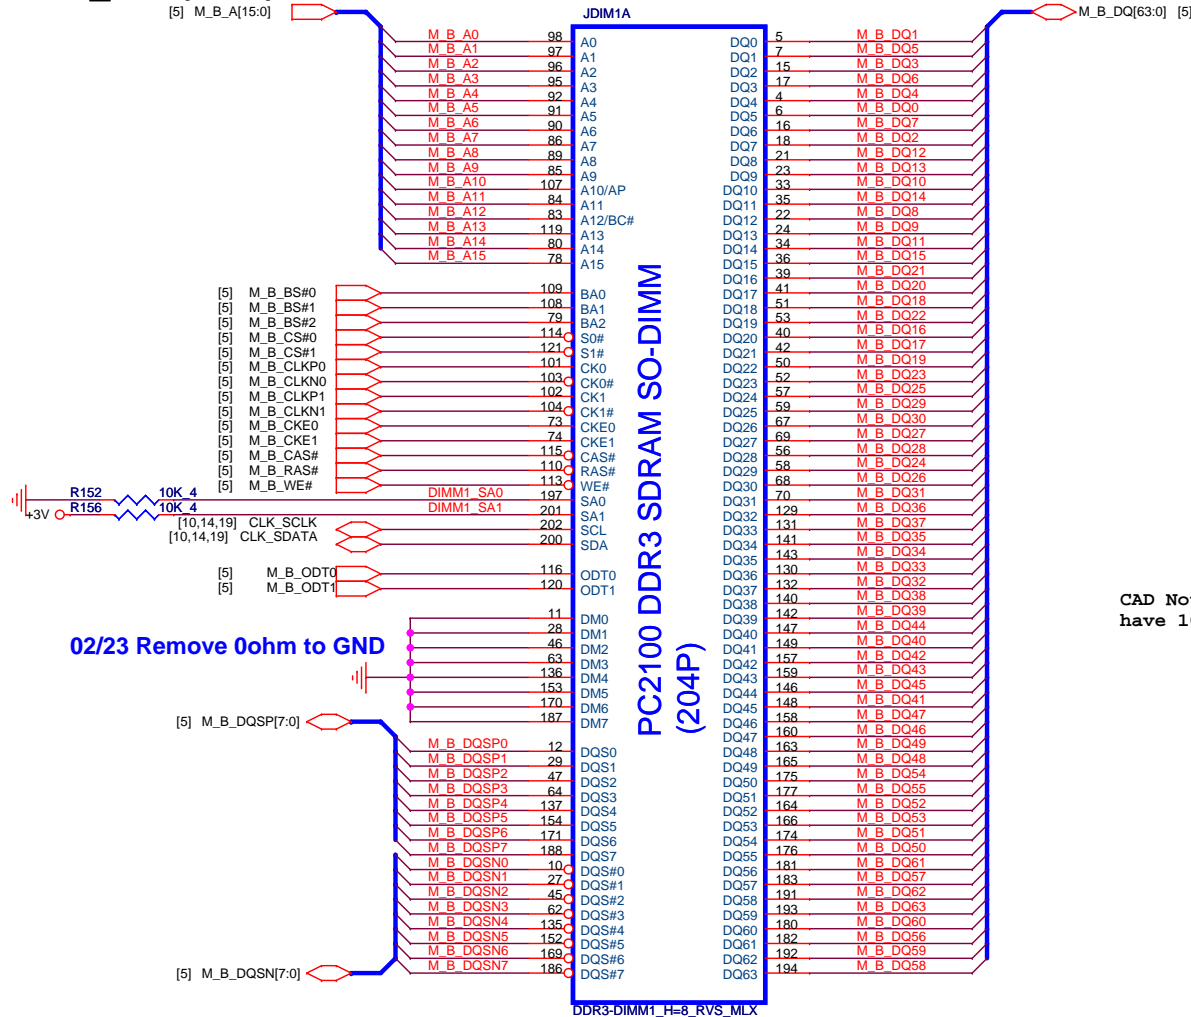 [5] M_B_A[15:0]
JDIM1A
M_B_DQ[63:0] [5]
M_B_A0 98 A0 DQ0 5 M_B_DQ1
M_B_A1 97 A1 DQ1 7 M_B_DQ5
M_B_A2 96 A2 DQ2 15 M_B_DQ3
M_B_A3 95 A3 DQ3 17 M_B_DQ6
M_B_A4 92 A4 DQ4 4 M_B_DQ4
M_B_A5 91 A5 DQ5 6 M_B_DQ0
M_B_A6 90 A6 DQ6 16 M_B_DQ7
M_B_A7 86 A7 DQ7 18 M_B_DQ2
M_B_A8 89 A8 DQ8 21 M_B_DQ12
M_B_A9 85 A9 DQ9 23 M_B_DQ13
M_B_A10 107 A10/AP DQ10 33 M_B_DQ10
M_B_A11 84 A11 DQ11 35 M_B_DQ14
M_B_A12 83 A12/BC# DQ12 22 M_B_DQ8
M_B_A13 119 A13 DQ13 24 M_B_DQ9
M_B_A14 80 A14 DQ14 34 M_B_DQ11
M_B_A15 78 A15 DQ15 36 M_B_DQ15
DQ16 39 M_B_DQ21
[5] M_B_BS#0 109 BA0 DQ17 41 M_B_DQ20
[5] M_B_BS#1 108 BA1 DQ18 51 M_B_DQ18
[5] M_B_BS#2 79 BA2 DQ19 53 M_B_DQ22
[5] M_B_CS#0 114 S0# DQ20 40 M_B_DQ16
[5] M_B_CS#1 121 S1# DQ21 42 M_B_DQ17
[5] M_B_CLKP0 101 CK0 DQ22 50 M_B_DQ19
[5] M_B_CLKN0 103 CK0# DQ23 52 M_B_DQ23
[5] M_B_CLKP1 102 CK1 DQ24 57 M_B_DQ25
[5] M_B_CLKN1 104 CK1# DQ25 59 M_B_DQ29
[5] M_B_CKE0 73 CKE0 DQ26 67 M_B_DQ30
[5] M_B_CKE1 74 CKE1 DQ27 69 M_B_DQ27
[5] M_B_CAS# 115 CAS# DQ28 56 M_B_DQ28
[5] M_B_RAS# 110 RAS# DQ29 58 M_B_DQ24
[5] M_B_WE# 113 WE# DQ30 68 M_B_DQ26
R152 10K_4 DIMM1_SA0 197 SA0 DQ31 70 M_B_DQ31
+3V R156 10K_4 DIMM1_SA1 201 SA1 DQ32 129 M_B_DQ36
[10,14,19] CLK_SCLK 202 SCL DQ33 131 M_B_DQ37
[10,14,19] CLK_SDATA 200 SDA DQ34 141 M_B_DQ35
DQ35 143 M_B_DQ34
[5] M_B_ODT0 116 ODT0 DQ36 130 M_B_DQ33
[5] M_B_ODT1 120 ODT1 DQ37 132 M_B_DQ32
DQ38 140 M_B_DQ38
11 DM0 DQ39 142 M_B_DQ39
28 DM1 DQ40 147 M_B_DQ44
46 DM2 DQ41 149 M_B_DQ40
63 DM3 DQ42 157 M_B_DQ42
136 DM4 DQ43 159 M_B_DQ43
153 DM5 DQ44 146 M_B_DQ45
170 DM6 DQ45 148 M_B_DQ41
187 DM7 DQ46 158 M_B_DQ47
02/23 Remove 0ohm to GND
PC2100 DDR3 SDRAM SO-DIMM
(204P)
CAD No
have 1
DQ47 160 M_B_DQ46
[5] M_B_DQSP[7:0]
M_B_DQSP0 12 DQS0 DQ48 163 M_B_DQ49
M_B_DQSP1 29 DQS1 DQ49 165 M_B_DQ48
M_B_DQSP2 47 DQS2 DQ50 175 M_B_DQ54
M_B_DQSP3 64 DQS3 DQ51 177 M_B_DQ55
M_B_DQSP4 137 DQS4 DQ52 164 M_B_DQ52
M_B_DQSP5 154 DQS5 DQ53 166 M_B_DQ53
M_B_DQSP6 171 DQS6 DQ54 174 M_B_DQ51
M_B_DQSP7 188 DQS7 DQ55 176 M_B_DQ50
M_B_DQSN0 10 DQS#0 DQ56 181 M_B_DQ61
M_B_DQSN1 27 DQS#1 DQ57 183 M_B_DQ57
M_B_DQSN2 45 DQS#2 DQ58 191 M_B_DQ62
M_B_DQSN3 62 DQS#3 DQ59 193 M_B_DQ63
M_B_DQSN4 135 DQS#4 DQ60 180 M_B_DQ60
M_B_DQSN5 152 DQS#5 DQ61 182 M_B_DQ56
M_B_DQSN6 169 DQS#6 DQ62 192 M_B_DQ59
M_B_DQSN7 186 DQS#7 DQ63 194 M_B_DQ58
[5] M_B_DQSN[7:0]
DDR3-DIMM1_H=8_RVS_MLX